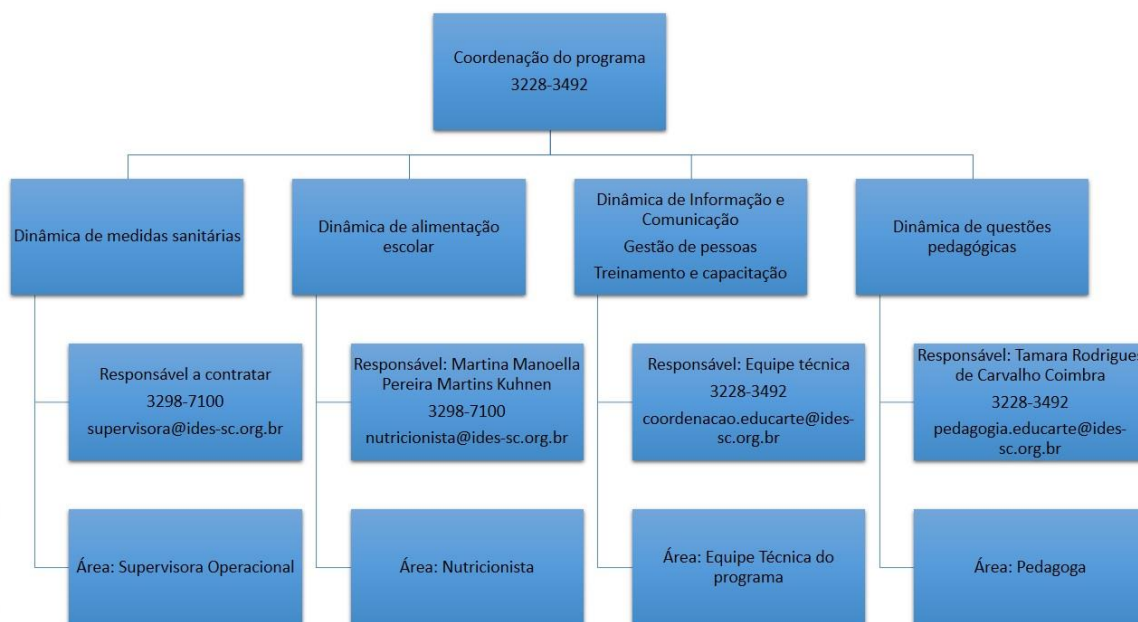 Coordenação do programa
3228-3492
Dinâmica de medidas sanitárias
Dinâmica de alimentação
escolar
Dinâmica de Informação e
Comunicação
Gestão de pessoas
Treinamento e capacitação
Dinâmica de questões
pedagógicas
Responsável a contratar
3298-7100
supervisora@ides-sc.org.br
Responsável: Martina Manoella
Pereira Martins Kuhnen
3298-7100
nutricionista@ides-sc.org.br
Responsável: Equipe técnica
3228-3492
coordenacao.educarte@ides-
sc.org.br
Responsável: Tamara Rodrigues
de Carvalho Coimbra
3228-3492
pedagogia.educarte@ides-
sc.org.br
Área: Supervisora Operacional
Área: Nutricionista
Área: Equipe Técnica do
programa
Área: Pedagoga